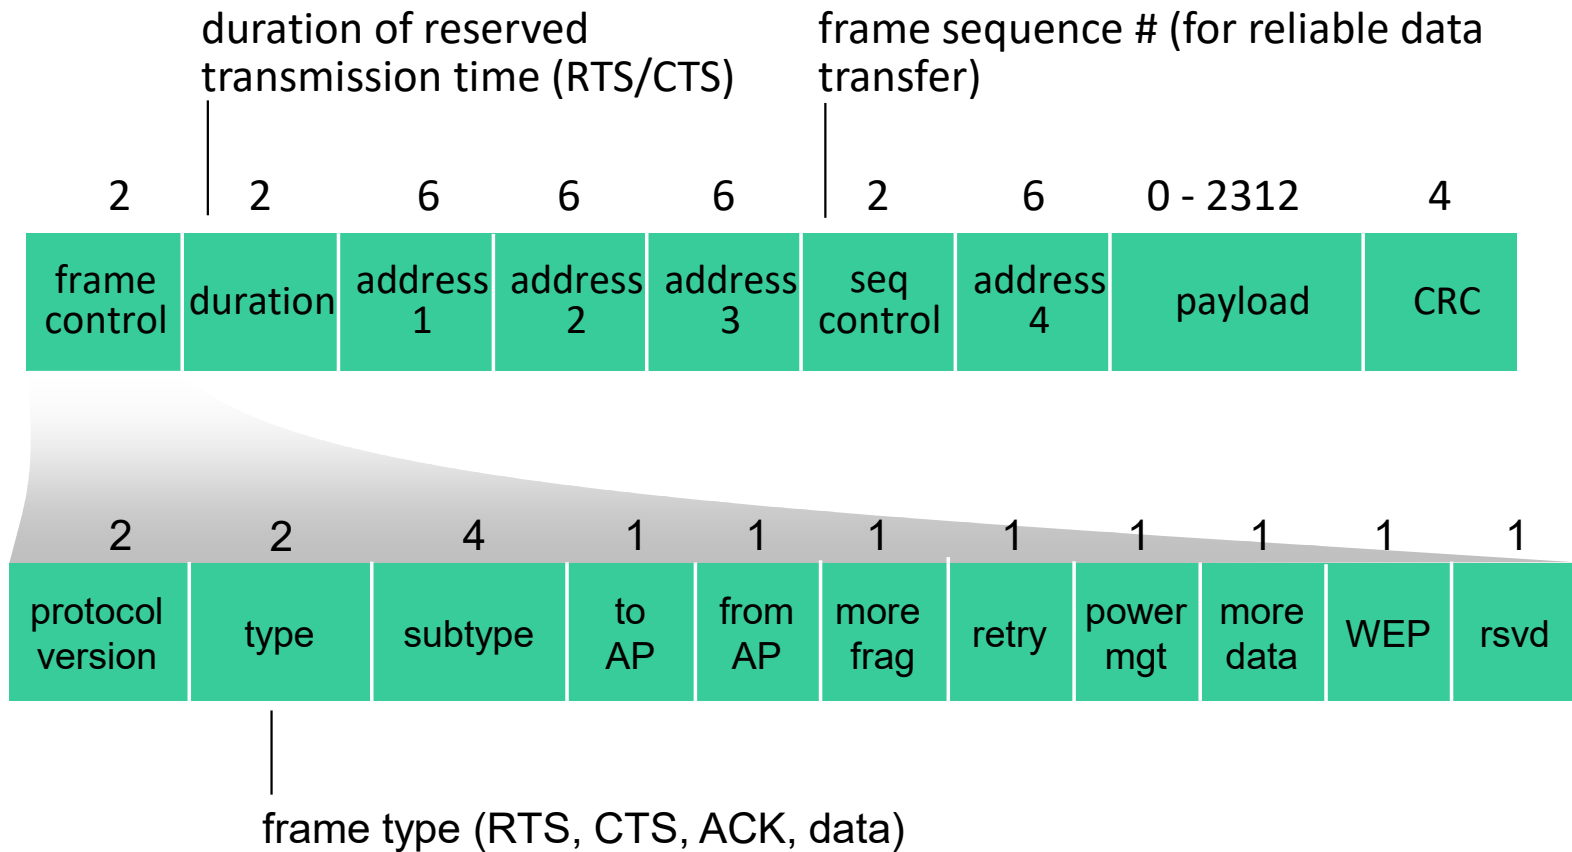 duration of reserved
transmission time (RTS/CTS)
frame sequence # (for reliable data
transfer)
2 2 6 6 6 2 6 0 - 2312 4
frame
control
duration
address
1
address
2
address
3
seq
control
address
4
payload
CRC
2 2 4 1 1 1 1 1 1 1 1
protocol
version
type
subtype
to
AP
from
AP
more
frag
retry
power
mgt
more
data
WEP
rsvd
frame type (RTS, CTS, ACK, data)